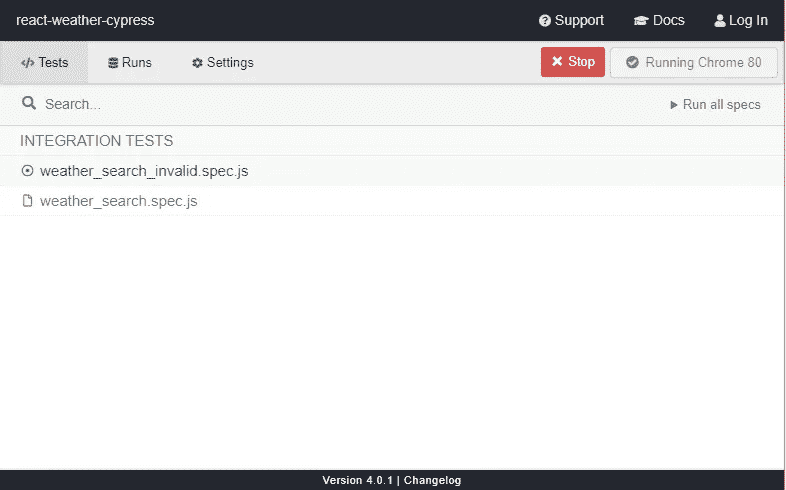 react-weather-cypress Support Docs Log In
Tests Runs Settings Stop Running Chrome 80
Search... Run all specs
INTEGRATION TESTS
weather_search_invalid.spec.js
weather_search.spec.js
Version 4.0.1 | Changelog